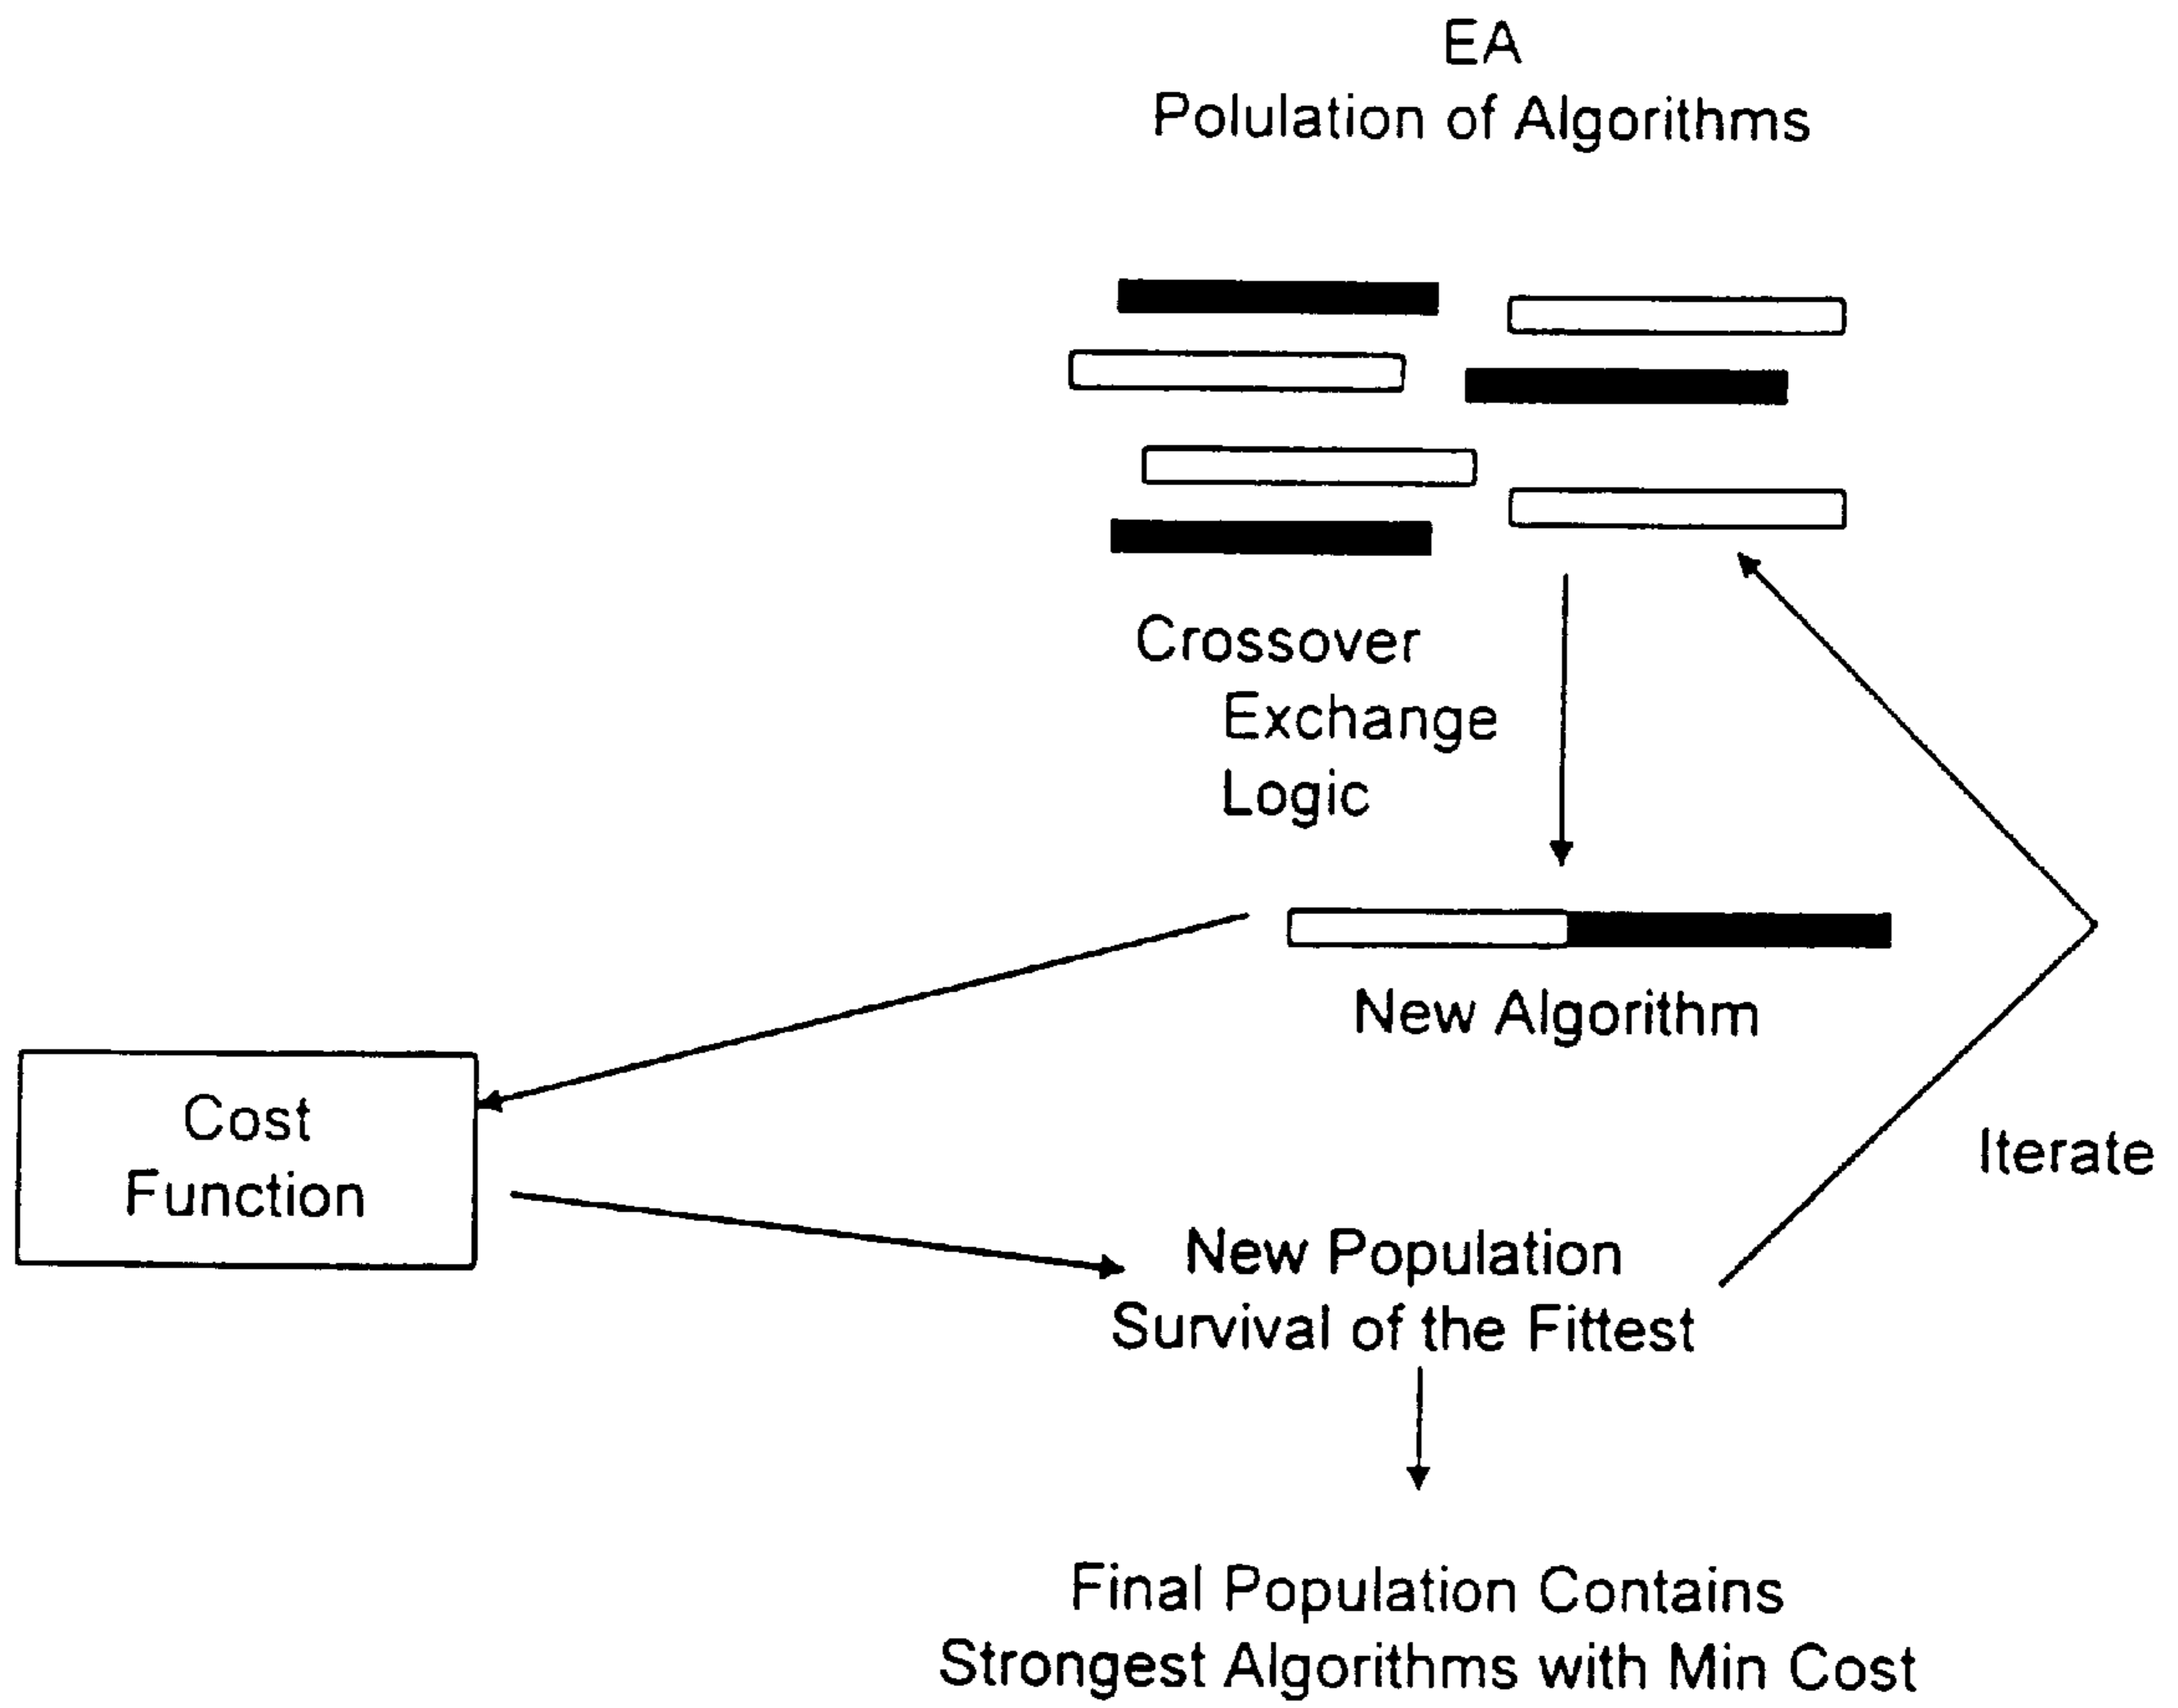 EA
Polulation of Algorithms
Crossover
Exchange
Logic
New Algorithm
Cost
Function
Iterate
New Population
Survival of the Fittest
Final Population Contains
Strongest Algorithms with Min Cost